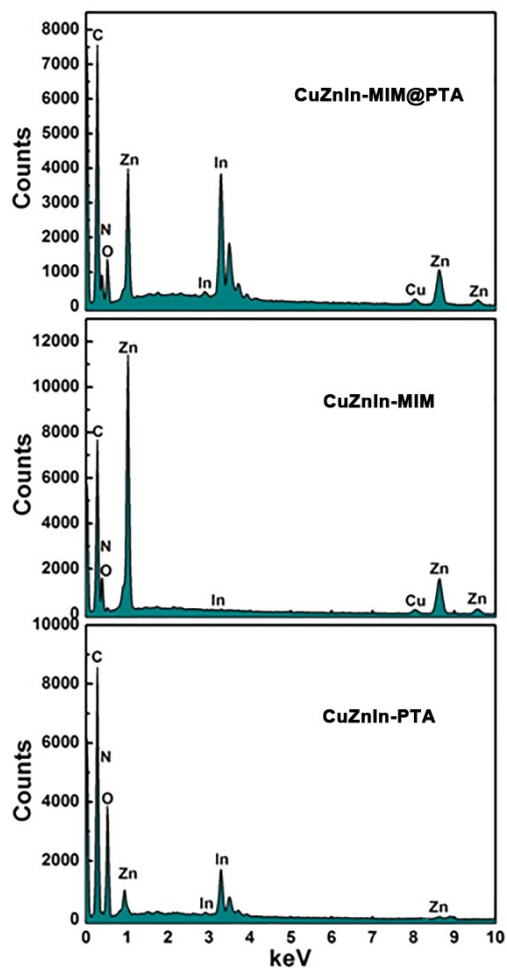 8000
7000
6000
5000
4000
3000
2000
1000
0
Counts
C
N
O
Zn
In
In
Cu
Zn
Zn
CuZnIn-MIM@PTA
12000
10000
8000
6000
4000
2000
0
Counts
C
N
O
Zn
In
Cu
Zn
Zn
CuZnIn-MIM
10000
8000
6000
4000
2000
0
Counts
C
N
O
Zn
In
In
Zn
CuZnIn-PTA
0 1 2 3 4 5 6 7 8 9 10
keV